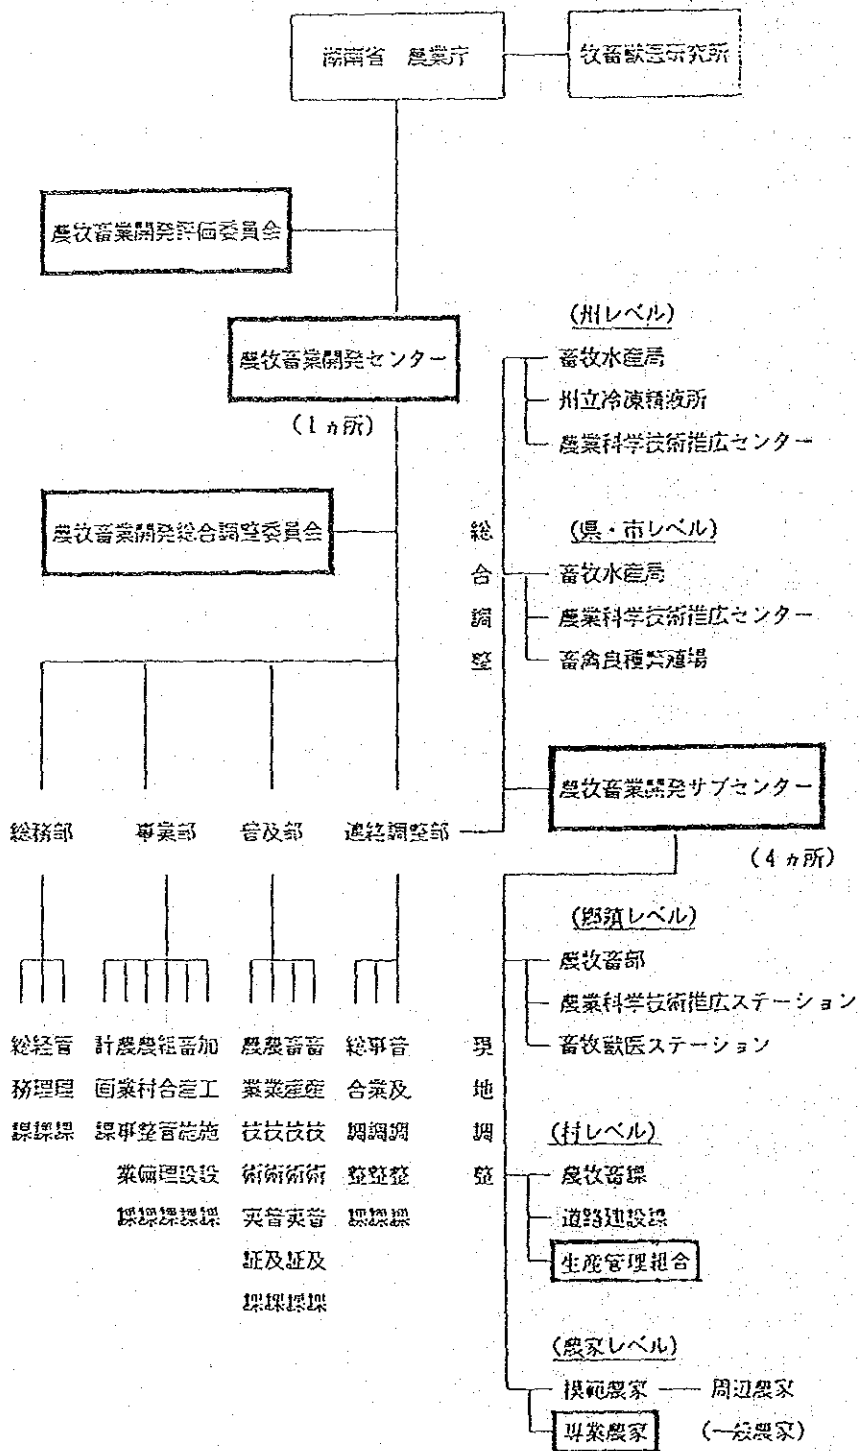 湖南省　農業庁
牧畜獣医研究所
農牧畜業開発評価委員会
農牧畜業開発センター
(1ヵ所)
農牧畜業開発総合調整委員会
総合調整
(州レベル)
畜牧水産局
州立冷凍精液所
農業科学技術推広センター
(県・市レベル)
畜牧水産局
農業科学技術推広センター
畜禽良種繁殖場
農牧畜業開発サブセンター
(4ヵ所)
総務部
事業部
普及部
連絡調整部
総務課
経理課
管理課
計画課
農業事業課
農村整備課
組合管理課
畜産施設課
加工施設課
農業技術実証課
農業技術普及課
畜産技術実証課
畜産技術普及課
総合調整課
事業調整課
普及調整課
現地調整
(郷鎮レベル)
農牧畜部
農業科学技術推広ステーション
畜牧獣医ステーション
(村レベル)
農牧畜課
道路建設課
生産管理組合
(農家レベル)
模範農家
周辺農家
専業農家
(一般農家)